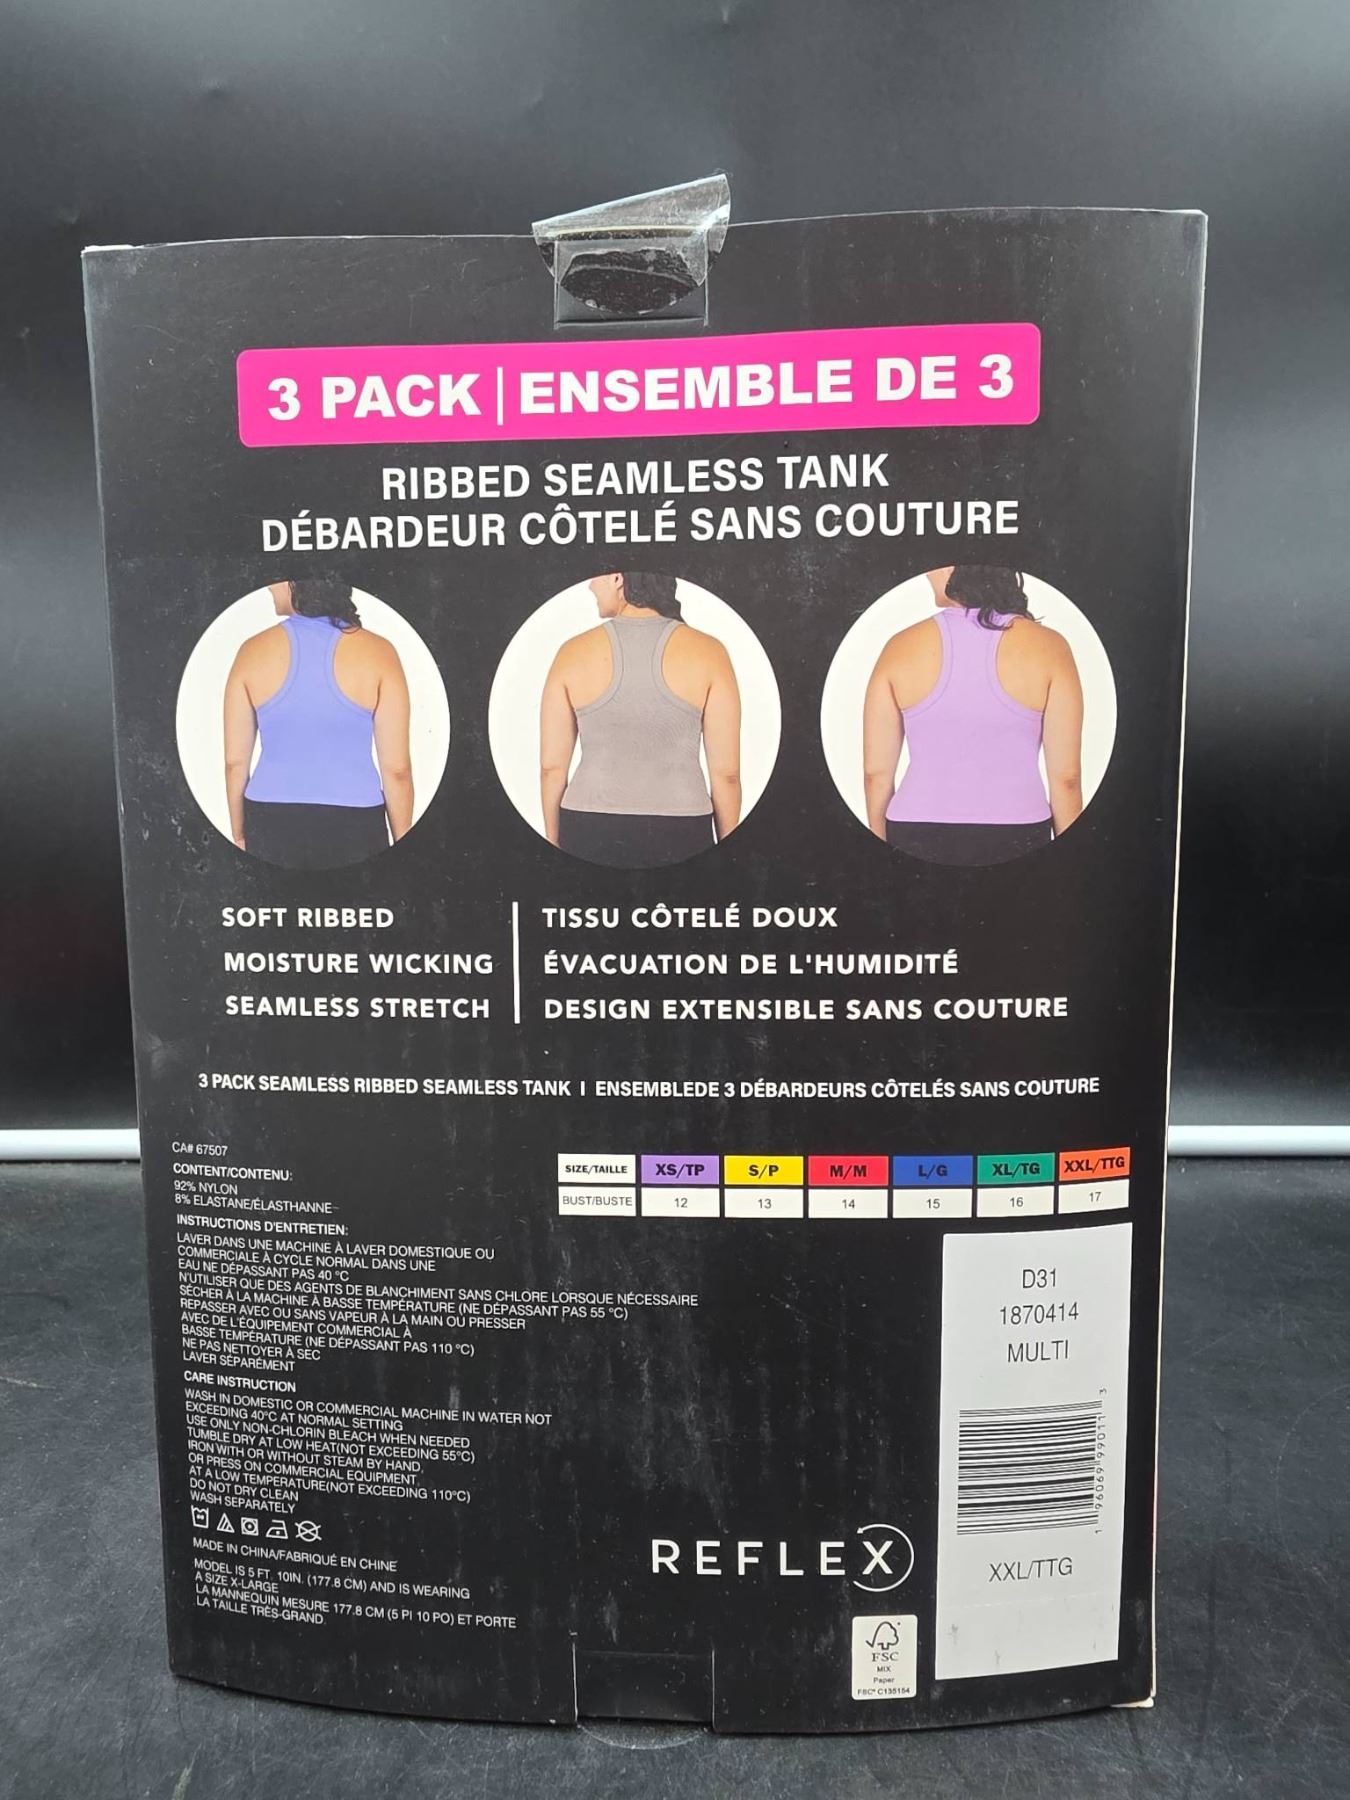 3 PACK | ENSEMBLE DE 3
RIBBED SEAMLESS TANK
DÉBARDEUR CÔTELÉ SANS COUTURE
SOFT RIBBED
MOISTURE WICKING
SEAMLESS STRETCH
TISSU CÔTELÉ DOUX
ÉVACUATION DE L'HUMIDITÉ
DESIGN EXTENSIBLE SANS COUTURE
3 PACK SEAMLESS RIBBED SEAMLESS TANK I ENSEMBLEDE 3 DÉBARDEURS CÔTELÉS SANS COUTURE
CA# 67507
CONTENT/CONTENU:
92% NYLON
8% ELASTANE/ÉLASTHANNE
INSTRUCTIONS D'ENTRETIEN:
LAVER DANS UNE MACHINE À LAVER DOMESTIQUE OU
COMMERCIALE À CYCLE NORMAL DANS UNE
EAU NE DÉPASSANT PAS 40 °C
N'UTILISER QUE DES AGENTS DE BLANCHIMENT SANS CHLORE LORSQUE NÉCESSAIRE
SÉCHER À LA MACHINE À BASSE TEMPÉRATURE (NE DÉPASSANT PAS 55 °C)
REPASSER AVEC OU SANS VAPEUR À LA MAIN OU PRESSER
AVEC DE L'ÉQUIPEMENT COMMERCIAL À
BASSE TEMPÉRATURE (NE DÉPASSANT PAS 110 °C)
NE PAS NETTOYER À SEC
LAVER SÉPARÉMENT
CARE INSTRUCTION
WASH IN DOMESTIC OR COMMERCIAL MACHINE IN WATER NOT
EXCEEDING 40°C AT NORMAL SETTING
USE ONLY NON-CHLORIN BLEACH WHEN NEEDED
TUMBLE DRY AT LOW HEAT(NOT EXCEEDING 55°C)
IRON WITH OR WITHOUT STEAM BY HAND,
OR PRESS ON COMMERCIAL EQUIPMENT,
AT A LOW TEMPERATURE(NOT EXCEEDING 110°C)
DO NOT DRY CLEAN
WASH SEPARATELY
MADE IN CHINA/FABRIQUÉ EN CHINE
MODEL IS 5 FT. 10IN. (177.8 CM) AND IS WEARING
A SIZE X-LARGE
LA MANNEQUIN MESURE 177.8 CM (5 PI 10 PO) ET PORTE
LA TAILLE TRÈS-GRAND.
SIZE/TAILLE XS/TP S/P M/M L/G XL/TG XXL/TTG
BUST/BUSTE 12 13 14 15 16 17
D31
1870414
MULTI
1 96069 99011 3
XXL/TTG
REFLEX
FSC
MIX
Paper
FSC® C135154